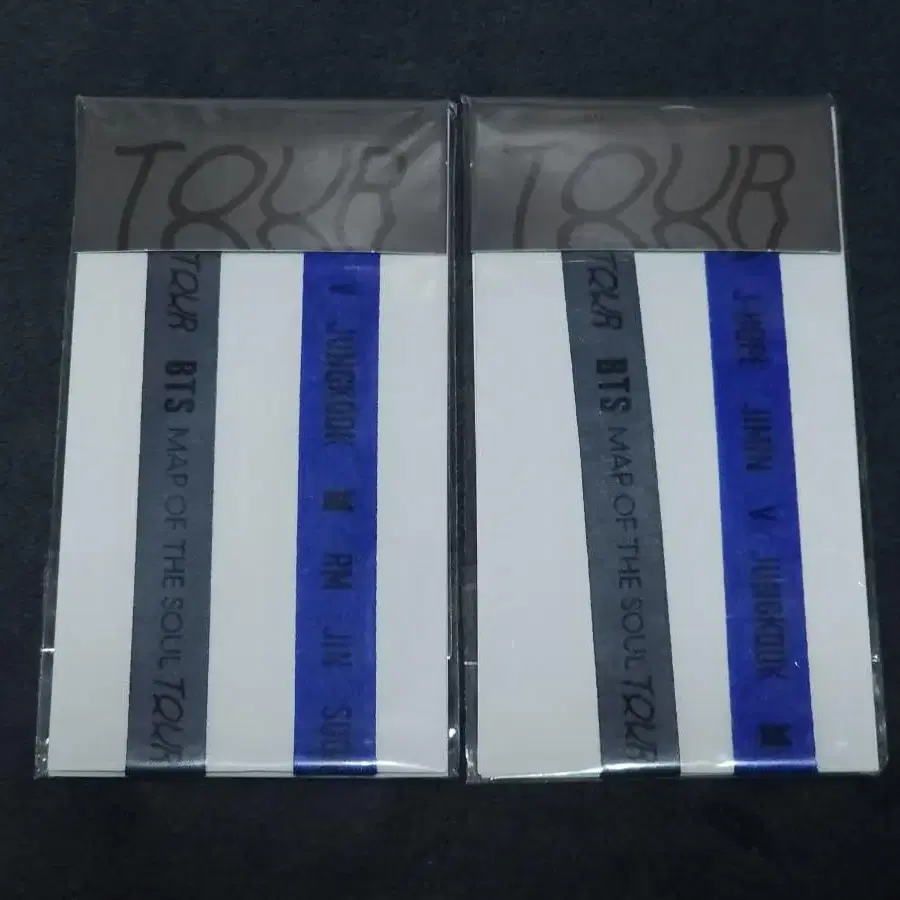 TOUR
TOUR BTS MAP OF THE SOUL TOUR
V JUNGKOOK RM JIN SUGA
TOUR
TOUR BTS MAP OF THE SOUL TOUR
J-HOPE JIMIN V JUNGKOOK